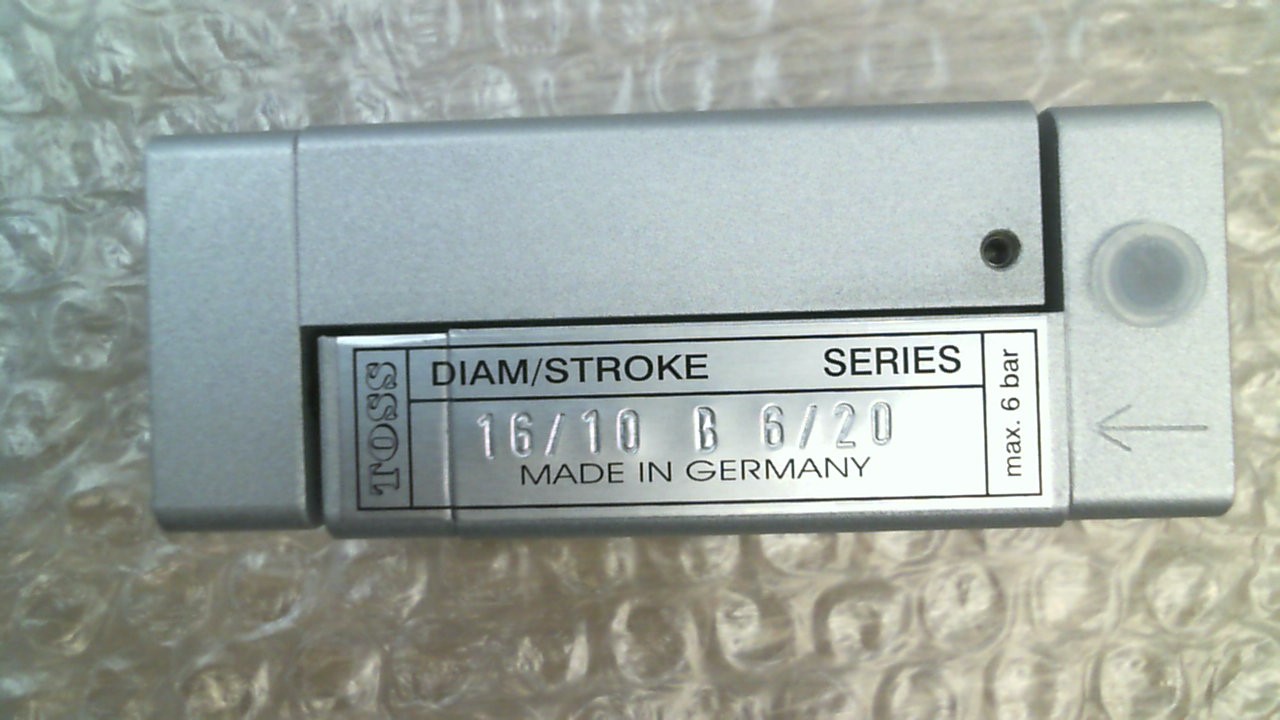 TOSS
DIAM/STROKE SERIES
16/10 B 6/20
MADE IN GERMANY
max. 6 bar